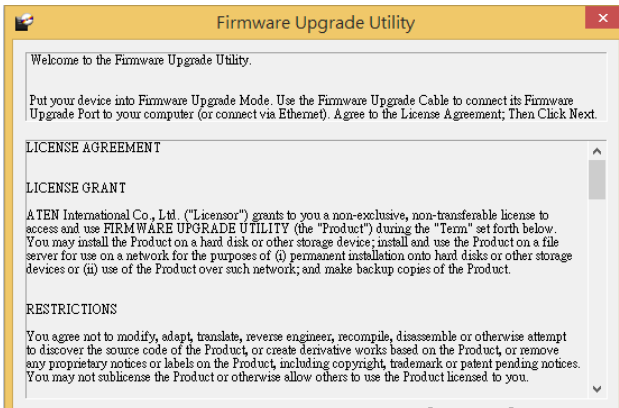 Firmware Upgrade Utility
Welcome to the Firmware Upgrade Utility.
Put your device into Firmware Upgrade Mode. Use the Firmware Upgrade Cable to connect its Firmware
Upgrade Port to your computer (or connect via Ethernet). Agree to the License Agreement; Then Click Next.
LICENSE AGREEMENT
LICENSE GRANT
ATEN International Co., Ltd. ("Licensor") grants to you a non-exclusive, non-transferable license to
access and use FIRMWARE UPGRADE UTILITY (the "Product") during the "Term" set forth below.
You may install the Product on a hard disk or other storage device; install and use the Product on a file
server for use on a network for the purposes of (i) permanent installation onto hard disks or other storage
devices or (ii) use of the Product over such network; and make backup copies of the Product.
RESTRICTIONS
You agree not to modify, adapt, translate, reverse engineer, recompile, disassemble or otherwise attempt
to discover the source code of the Product, or create derivative works based on the Product, or remove
any proprietary notices or labels on the Product, including copyright, trademark or patent pending notices.
You may not sublicense the Product or otherwise allow others to use the Product licensed to you.